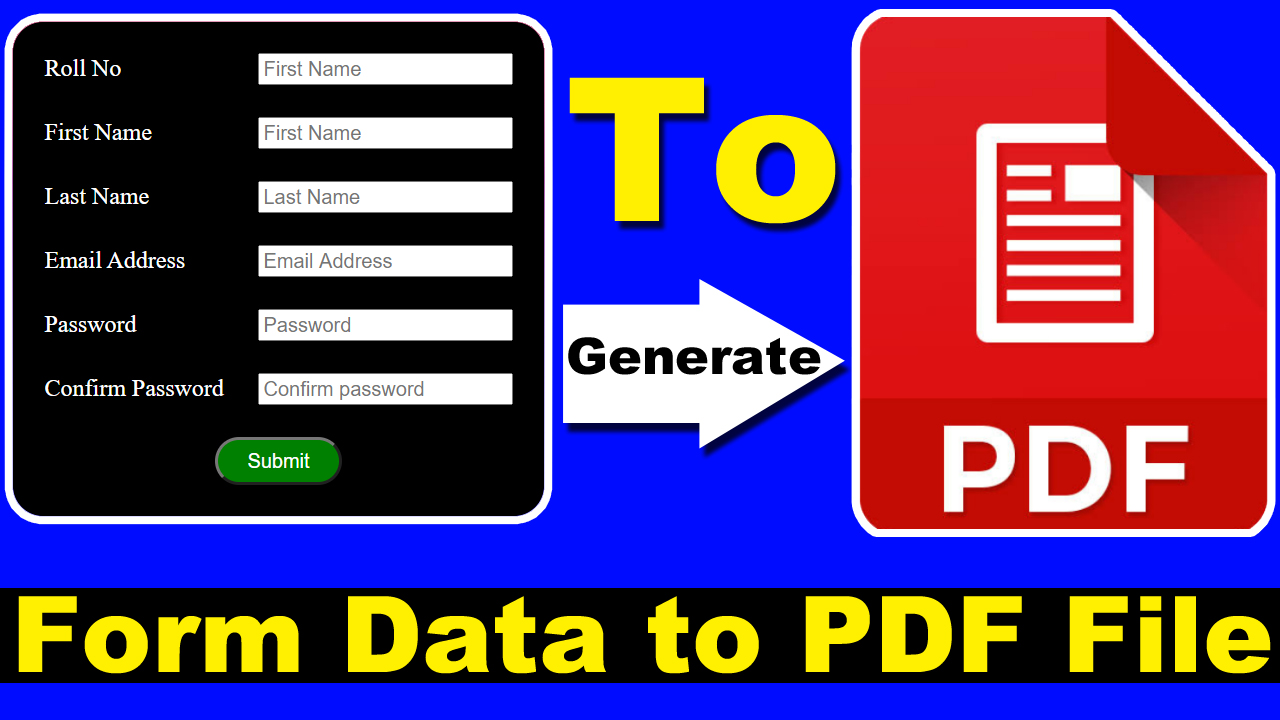 Roll No First Name
First Name First Name
Last Name Last Name
Email Address Email Address
Password Password
Confirm Password Confirm password
Submit
To
Generate
PDF
Form Data to PDF File